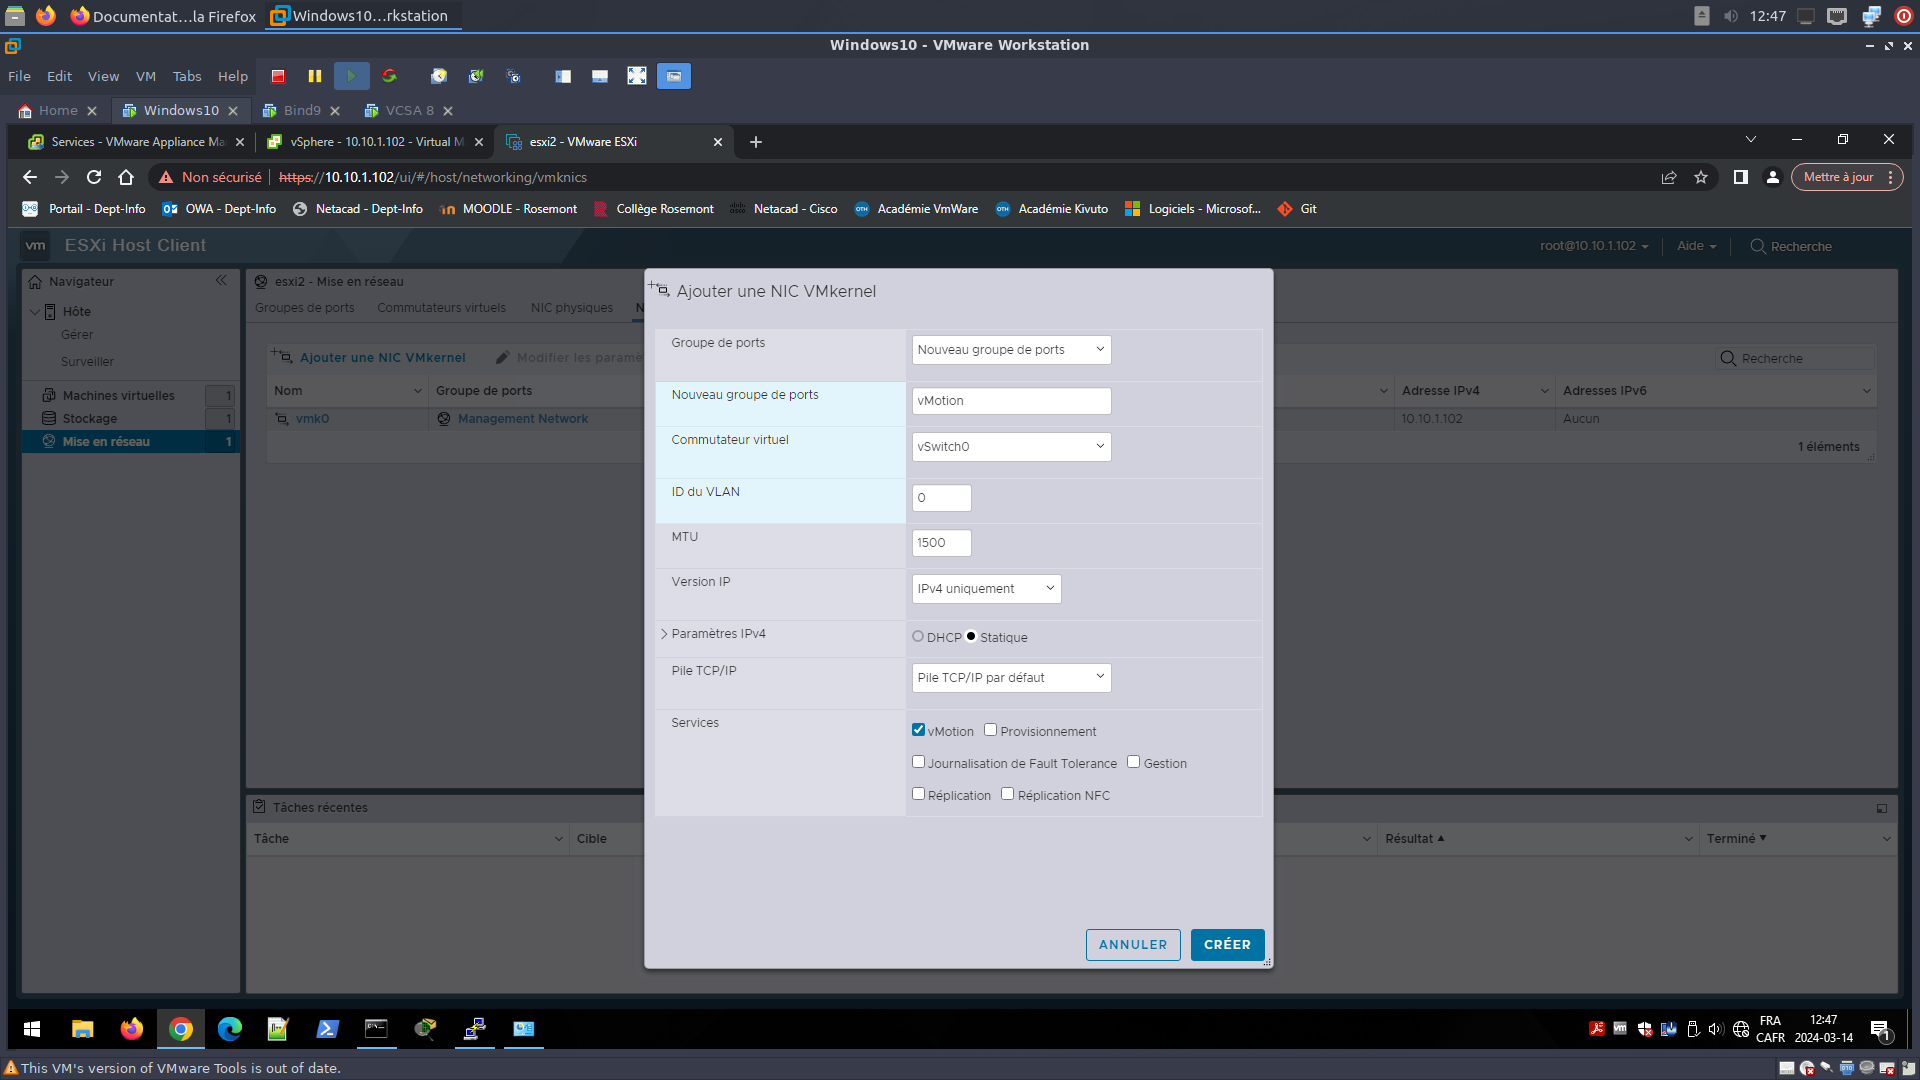 Documentat...la Firefox
Windows10...rkstation
12:47
Windows10 - VMware Workstation
File Edit View VM Tabs Help
Home
Windows10
Bind9
VCSA 8
Services - VMware Appliance Ma
vSphere - 10.10.1.102 - Virtual M
esxi2 - VMware ESXi
Non sécurisé
https://10.10.1.102/ui/#/host/networking/vmknics
Mettre à jour
Portail - Dept-Info
OWA - Dept-Info
Netacad - Dept-Info
MOODLE - Rosemont
Collège Rosemont
Netacad - Cisco
Académie VmWare
Académie Kivuto
Logiciels - Microsof...
Git
vm
ESXi Host Client
root@10.10.1.102
Aide
Recherche
Navigateur
Hôte
Gérer
Surveiller
Machines virtuelles 1
Stockage 1
Mise en réseau 1
esxi2 - Mise en réseau
Groupes de ports
Commutateurs virtuels
NIC physiques
N
Ajouter une NIC VMkernel
Modifier les paramè
Recherche
Nom
Groupe de ports
Adresse IPv4
Adresses IPv6
vmk0
Management Network
10.10.1.102
Aucun
1 éléments
Ajouter une NIC VMkernel
Groupe de ports
Nouveau groupe de ports
Nouveau groupe de ports
vMotion
Commutateur virtuel
vSwitch0
ID du VLAN
0
MTU
1500
Version IP
IPv4 uniquement
Paramètres IPv4
DHCP Statique
Pile TCP/IP
Pile TCP/IP par défaut
Services
vMotion Provisionnement
Journalisation de Fault Tolerance Gestion
Réplication Réplication NFC
ANNULER
CRÉER
Tâches récentes
Tâche
Cible
Résultat
Terminé
FRA
CAFR
12:47
2024-03-14
1
This VM's version of VMware Tools is out of date.